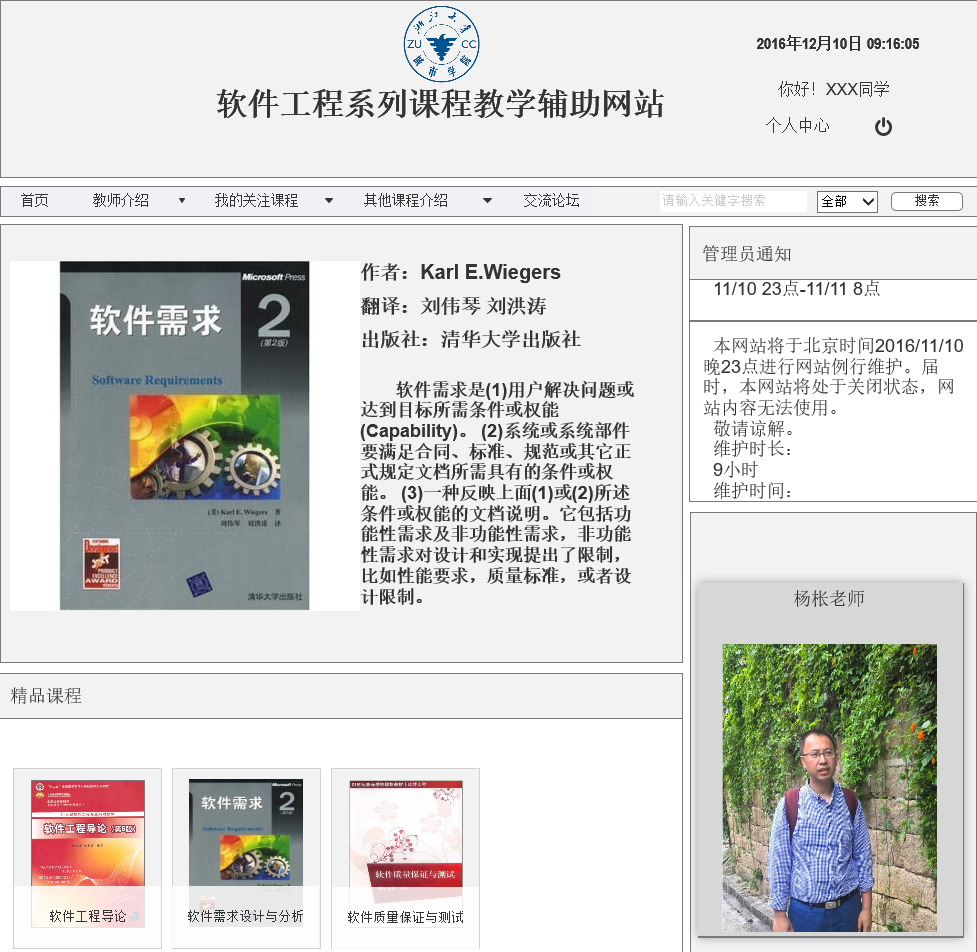 浙江大学
ZU CC
城市学院
2016年12月10日 09:16:05
软件工程系列课程教学辅助网站
你好！XXX同学
个人中心
首页 教师介绍 我的关注课程 其他课程介绍 交流论坛 请输入关键字搜索 全部 搜索
Microsoft Press
2
软件需求
(第2版)
Software Requirements
(美) Karl E. Wiegers 著
刘伟琴 刘洪涛 译
清华大学出版社
作者：Karl E.Wiegers
翻译：刘伟琴 刘洪涛
出版社：清华大学出版社
软件需求是(1)用户解决问题或
达到目标所需条件或权能
(Capability)。 (2)系统或系统部件
要满足合同、标准、规范或其它正
式规定文档所需具有的条件或权
能。 (3)一种反映上面(1)或(2)所述
条件或权能的文档说明。它包括功
能性需求及非功能性需求，非功能
性需求对设计和实现提出了限制，
比如性能要求，质量标准，或者设
计限制。
管理员通知
11/10 23点-11/11 8点
本网站将于北京时间2016/11/10
晚23点进行网站例行维护。届
时，本网站将处于关闭状态，网
站内容无法使用。
敬请谅解。
维护时长：
9小时
维护时间：
杨枨老师
精品课程
软件工程导论
软件工程导论
Microsoft Press
软件需求
2
Software Requirements
软件需求设计与分析
软件质量保证与测试
软件质量保证与测试